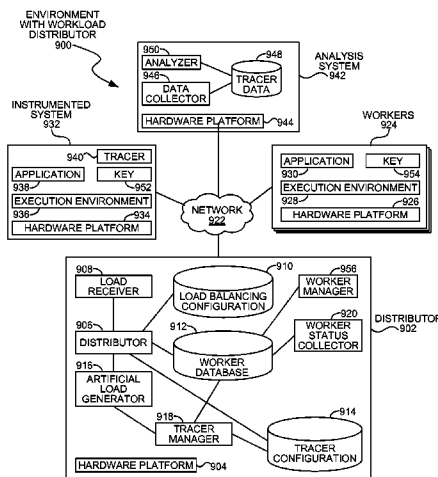 ENVIRONMENT
WITH WORKLOAD
DISTRIBUTOR
900
950
ANALYZER
946
DATA
COLLECTOR
948
TRACER
DATA
HARDWARE PLATFORM
944
ANALYSIS
SYSTEM
942
INSTRUMENTED
SYSTEM
932
940
TRACER
APPLICATION
938
KEY
952
EXECUTION ENVIRONMENT
936
934
HARDWARE PLATFORM
NETWORK
922
WORKERS
924
APPLICATION
930
KEY
954
EXECUTION ENVIRONMENT
928
926
HARDWARE PLATFORM
908
LOAD
RECEIVER
910
LOAD BALANCING
CONFIGURATION
956
WORKER
MANAGER
906
DISTRIBUTOR
912
WORKER
DATABASE
920
WORKER
STATUS
COLLECTOR
DISTRIBUTOR
902
916
ARTIFICIAL
LOAD
GENERATOR
918
TRACER
MANAGER
914
TRACER
CONFIGURATION
HARDWARE PLATFORM
904